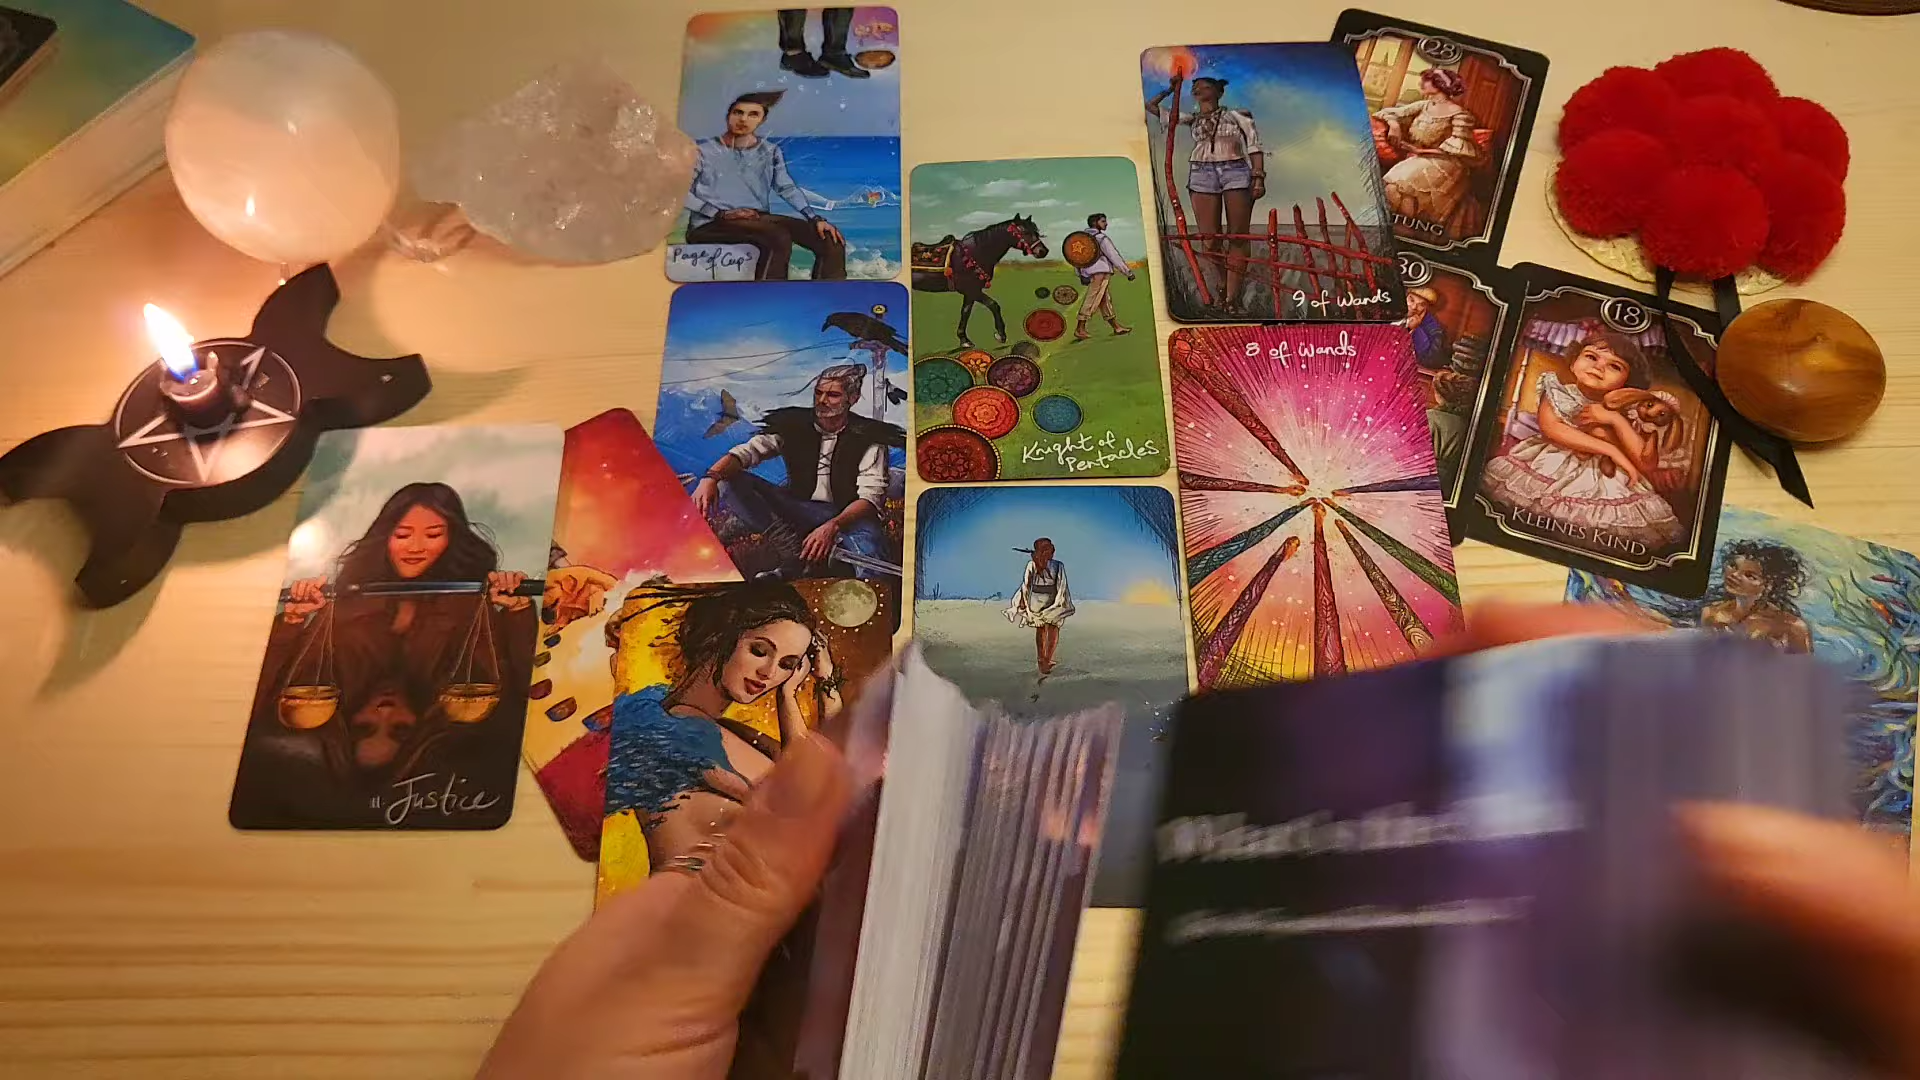 Page of Cups
28
TUNG
9 of Wands
30
Knight of
Pentacles
8 of Wands
18
KLEINES KIND
11- Justice